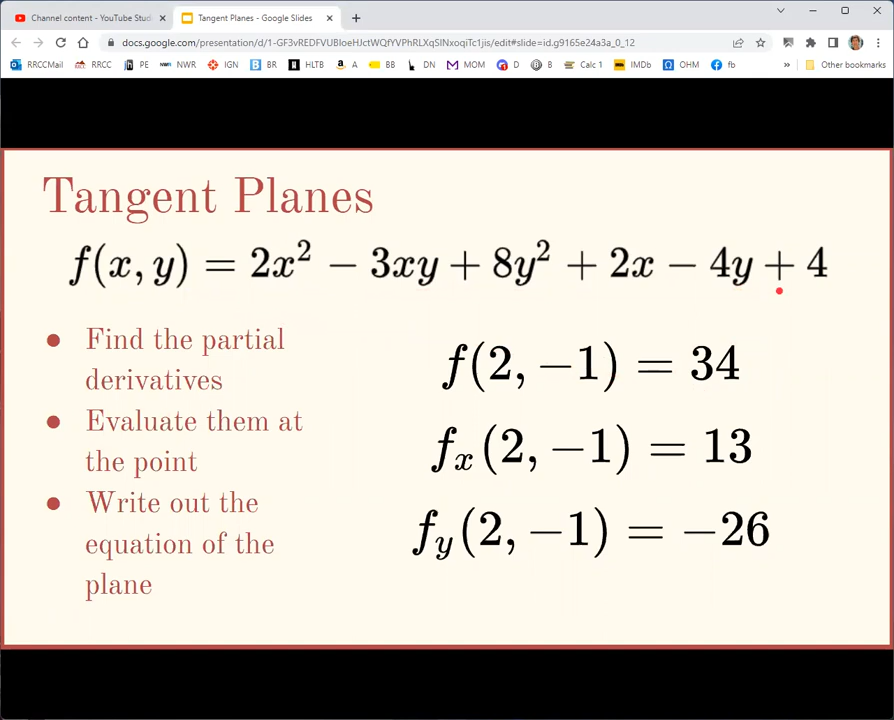 Channel content - YouTube Stud
Tangent Planes - Google Slides
docs.google.com/presentation/d/1-GF3vREDFVUBIoeHJctWQfYVPhRLXqSINxoqiTc1jis/edit#slide=id.g9165e24a3a_0_12
RRCCMail RRCC PE NWR IGN BR HLTB A BB DN MOM D B Calc 1 IMDb OHM fb » Other bookmarks
Tangent Planes
f(x, y) = 2x² − 3xy + 8y² + 2x − 4y + 4
● Find the partial
derivatives
● Evaluate them at
the point
● Write out the
equation of the
plane
f(2, −1) = 34
fₓ(2, −1) = 13
f_y(2, −1) = −26